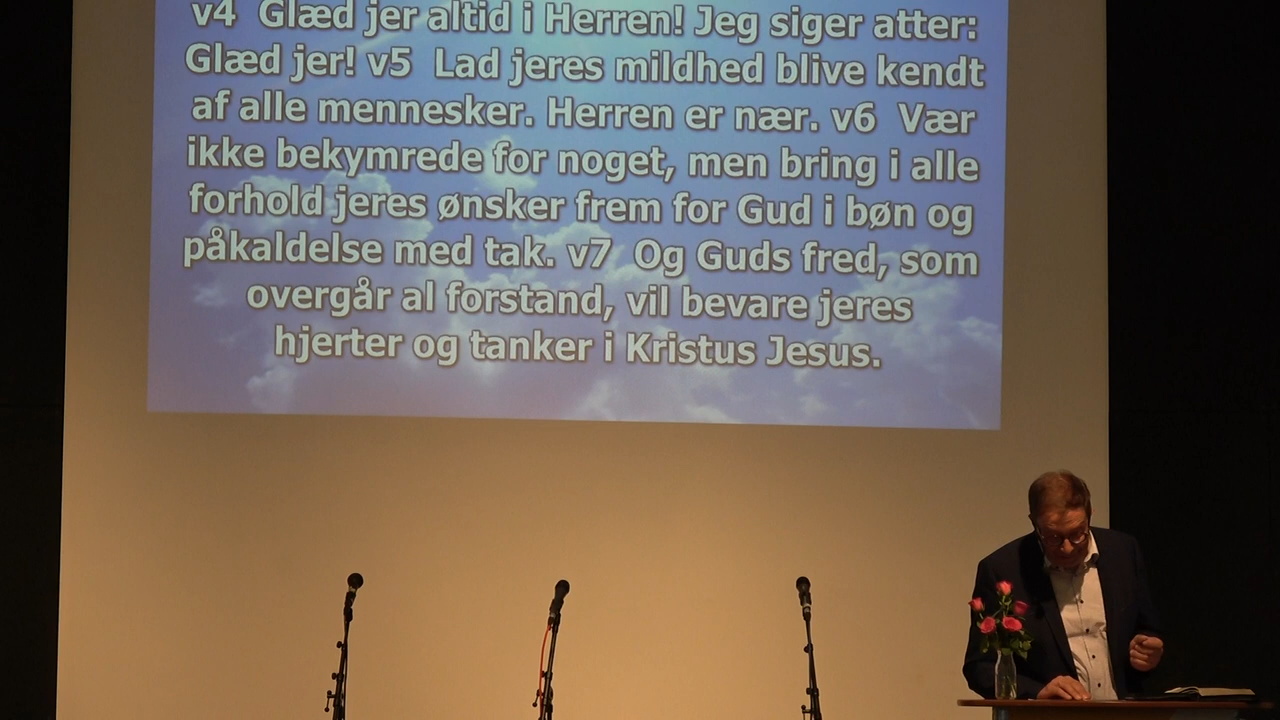 v4 Glæd jer altid i Herren! Jeg siger atter:
Glæd jer! v5 Lad jeres mildhed blive kendt
af alle mennesker. Herren er nær. v6 Vær
ikke bekymrede for noget, men bring i alle
forhold jeres ønsker frem for Gud i bøn og
påkaldelse med tak. v7 Og Guds fred, som
overgår al forstand, vil bevare jeres
hjerter og tanker i Kristus Jesus.